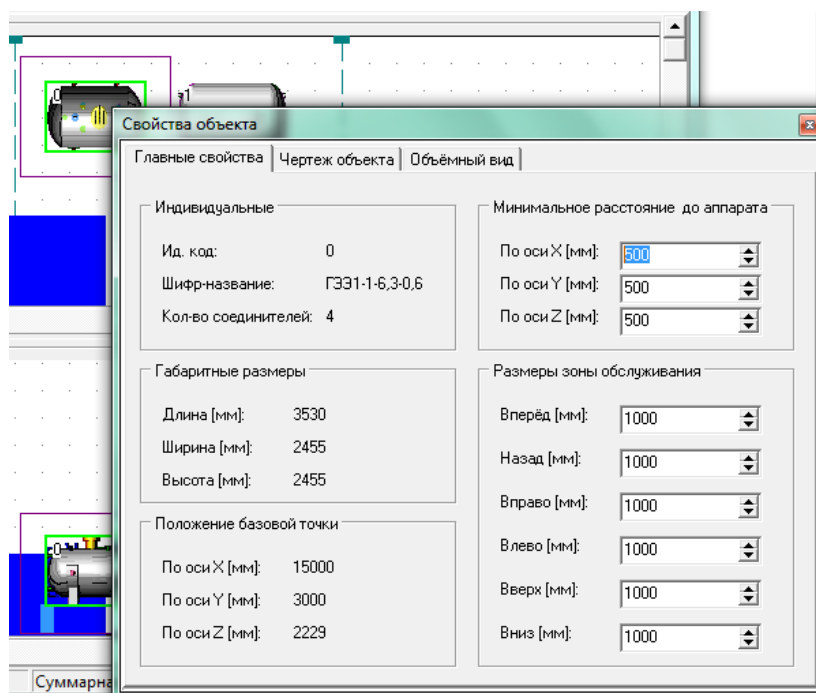 Свойства объекта
Главные свойства
Чертеж объекта
Объёмный вид
Индивидуальные
Ид. код: 0
Шифр-название: ГЭЭ1-1-6,3-0,6
Кол-во соединителей: 4
Габаритные размеры
Длина [мм]: 3530
Ширина [мм]: 2455
Высота [мм]: 2455
Положение базовой точки
По оси X [мм]: 15000
По оси Y [мм]: 3000
По оси Z [мм]: 2229
Минимальное расстояние до аппарата
По оси X [мм]: 500
По оси Y [мм]: 500
По оси Z [мм]: 500
Размеры зоны обслуживания
Вперёд [мм]: 1000
Назад [мм]: 1000
Вправо [мм]: 1000
Влево [мм]: 1000
Вверх [мм]: 1000
Вниз [мм]: 1000
0
1
0